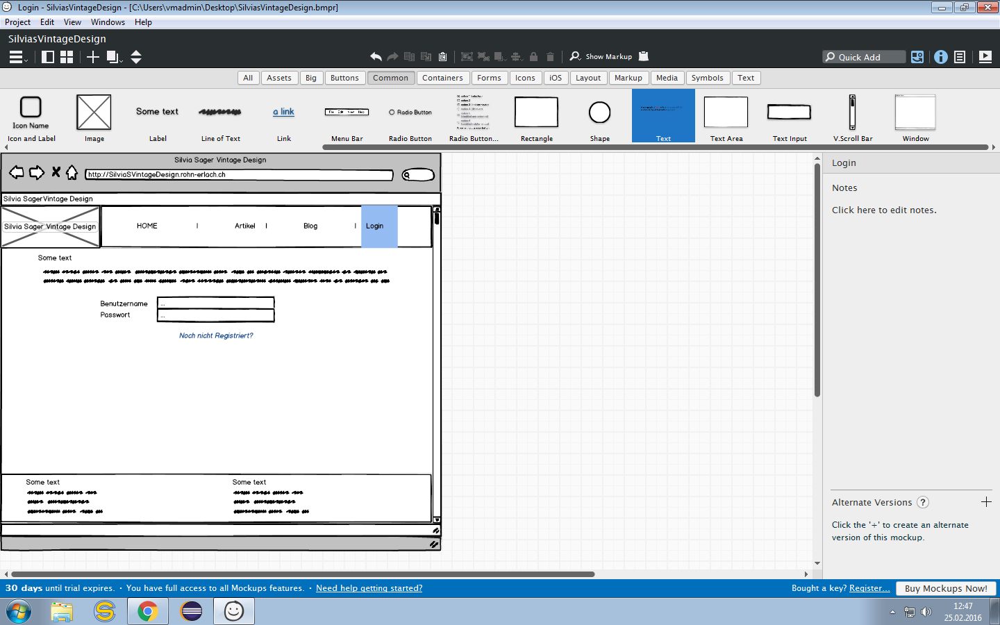 Login - SilviasVintageDesign - [C:\Users\vmadmin\Desktop\SilviasVintageDesign.bmpr]
Project Edit View Windows Help
SilviasVintageDesign
Show Markup
Quick Add
All Assets Big Buttons Common Containers Forms Icons iOS Layout Markup Media Symbols Text
Icon Name
Some text
a link
File Edit View Help
Radio Button
Icon and Label Image Label Line of Text Link Menu Bar Radio Button Radio Button... Rectangle Shape Text Text Area Text Input V.Scroll Bar Window
Silvia Sager Vintage Design
http://SilviaSVintageDesign.rohn-erlach.ch
Silvia SagerVintage Design
Silvia Sager Vintage Design
HOME | Artikel | Blog | Login
Some text
Benutzername ...
Passwort ...
Noch nicht Registriert?
Some text Some text
Login
Notes
Click here to edit notes.
Alternate Versions ?
Click the '+' to create an alternate
version of this mockup.
30 days until trial expires. · You have full access to all Mockups features. · Need help getting started?
Bought a key? Register... Buy Mockups Now!
12:47
25.02.2016